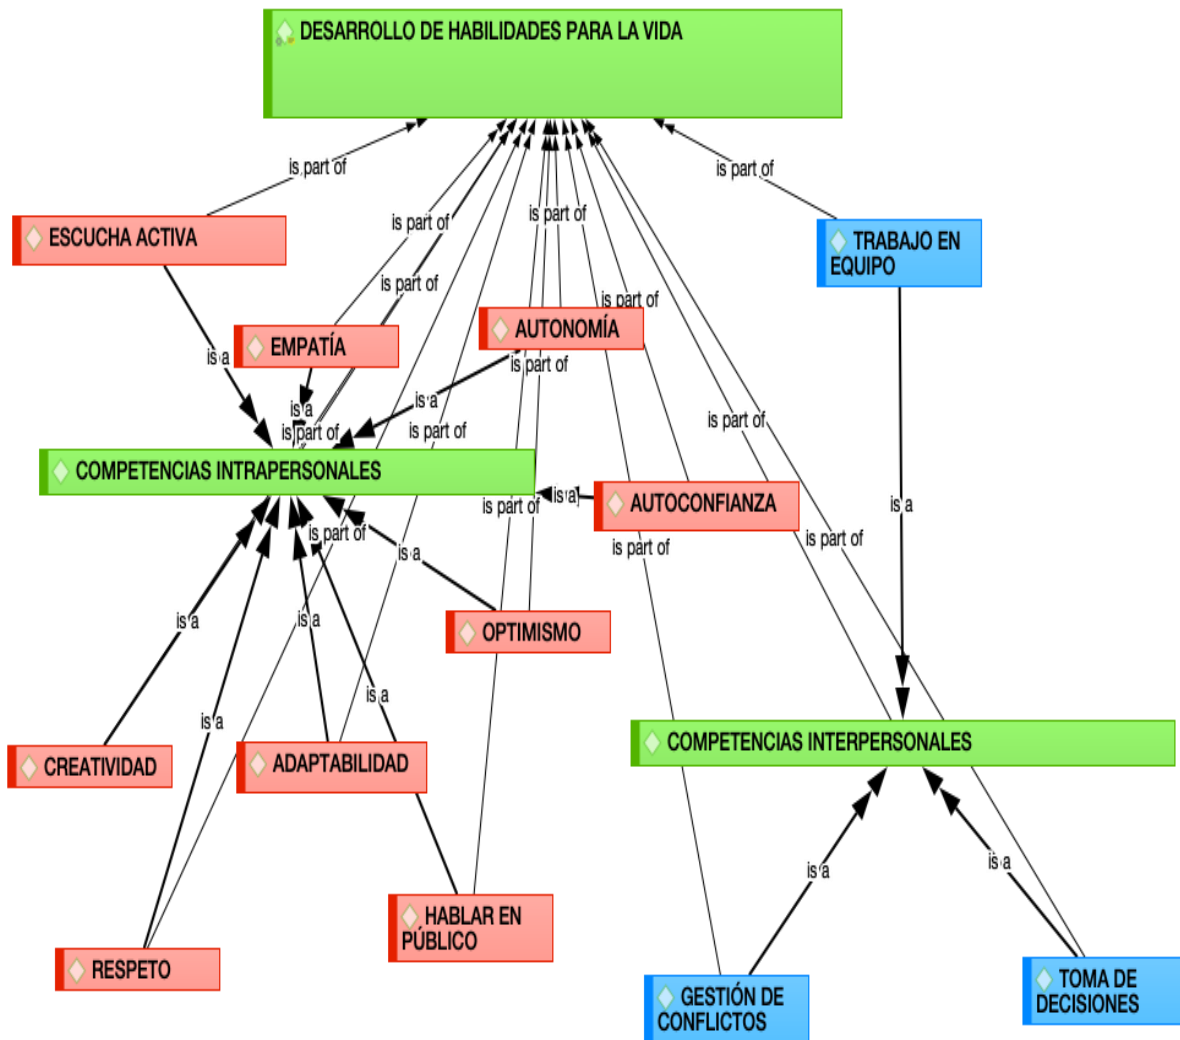 DESARROLLO DE HABILIDADES PARA LA VIDA
is part of
is part of
ESCUCHA ACTIVA
is part of
is part of
TRABAJO EN
EQUIPO
is part of
is part of
EMPATÍA
AUTONOMÍA
is a
is part of
is a
is a
is part of
is part of
is part of
COMPETENCIAS INTRAPERSONALES
AUTOCONFIANZA
is a
is part of
is a
is part of
is part of
is part of
is a
is a
is a
OPTIMISMO
is a
is a
CREATIVIDAD
ADAPTABILIDAD
COMPETENCIAS INTERPERSONALES
is a
is a
HABLAR EN
PÚBLICO
RESPETO
GESTIÓN DE
CONFLICTOS
TOMA DE
DECISIONES